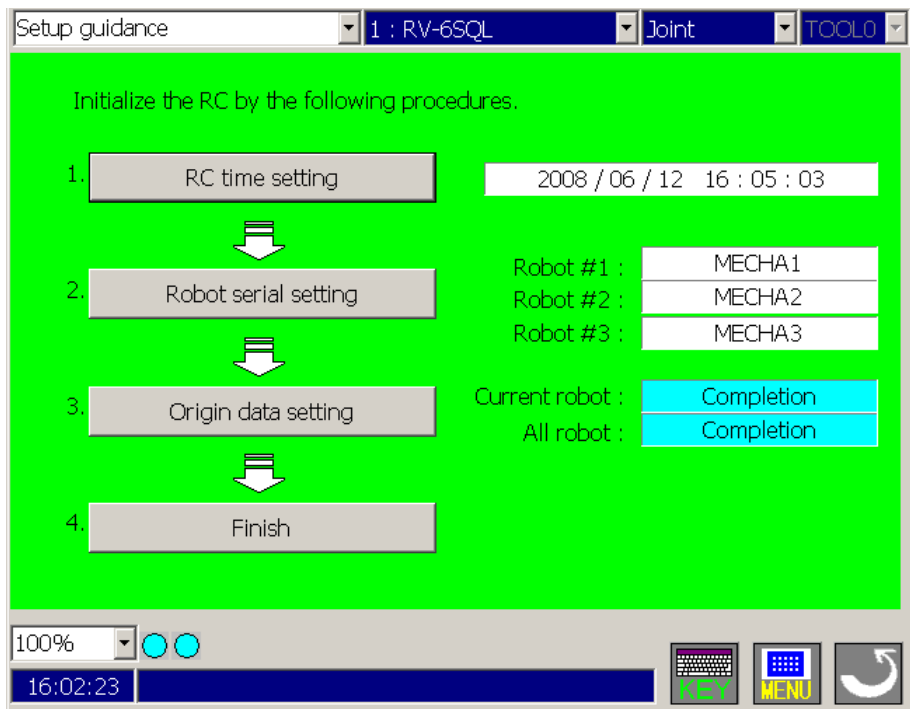 Setup guidance 1 : RV-6SQL Joint TOOL0
Initialize the RC by the following procedures.
1. RC time setting 2008 / 06 / 12 16 : 05 : 03
Robot #1 : MECHA1
2. Robot serial setting Robot #2 : MECHA2
Robot #3 : MECHA3
Current robot : Completion
3. Origin data setting
All robot : Completion
4. Finish
100%
16:02:23 KEY MENU